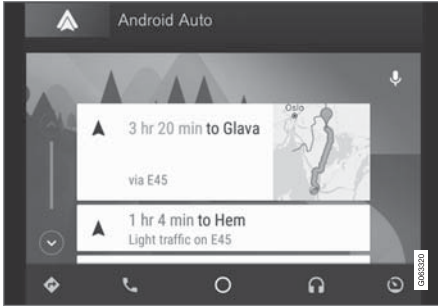 Android Auto
Oslo
3 hr 20 min to Glava
via E45
1 hr 4 min to Hem
Light traffic on E45
G063320